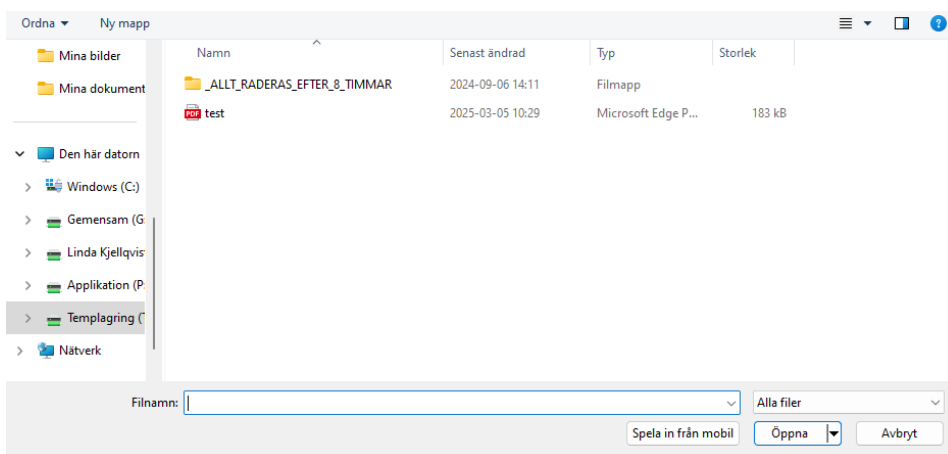 Ordna Ny mapp
Mina bilder
Mina dokument
Den här datorn
Windows (C:)
Gemensam (G:
Linda Kjellqvis
Applikation (P:
Templagring (T
Nätverk
Namn Senast ändrad Typ Storlek
_ALLT_RADERAS_EFTER_8_TIMMAR 2024-09-06 14:11 Filmapp
PDF test 2025-03-05 10:29 Microsoft Edge P... 183 kB
Filnamn: Alla filer
Spela in från mobil Öppna Avbryt